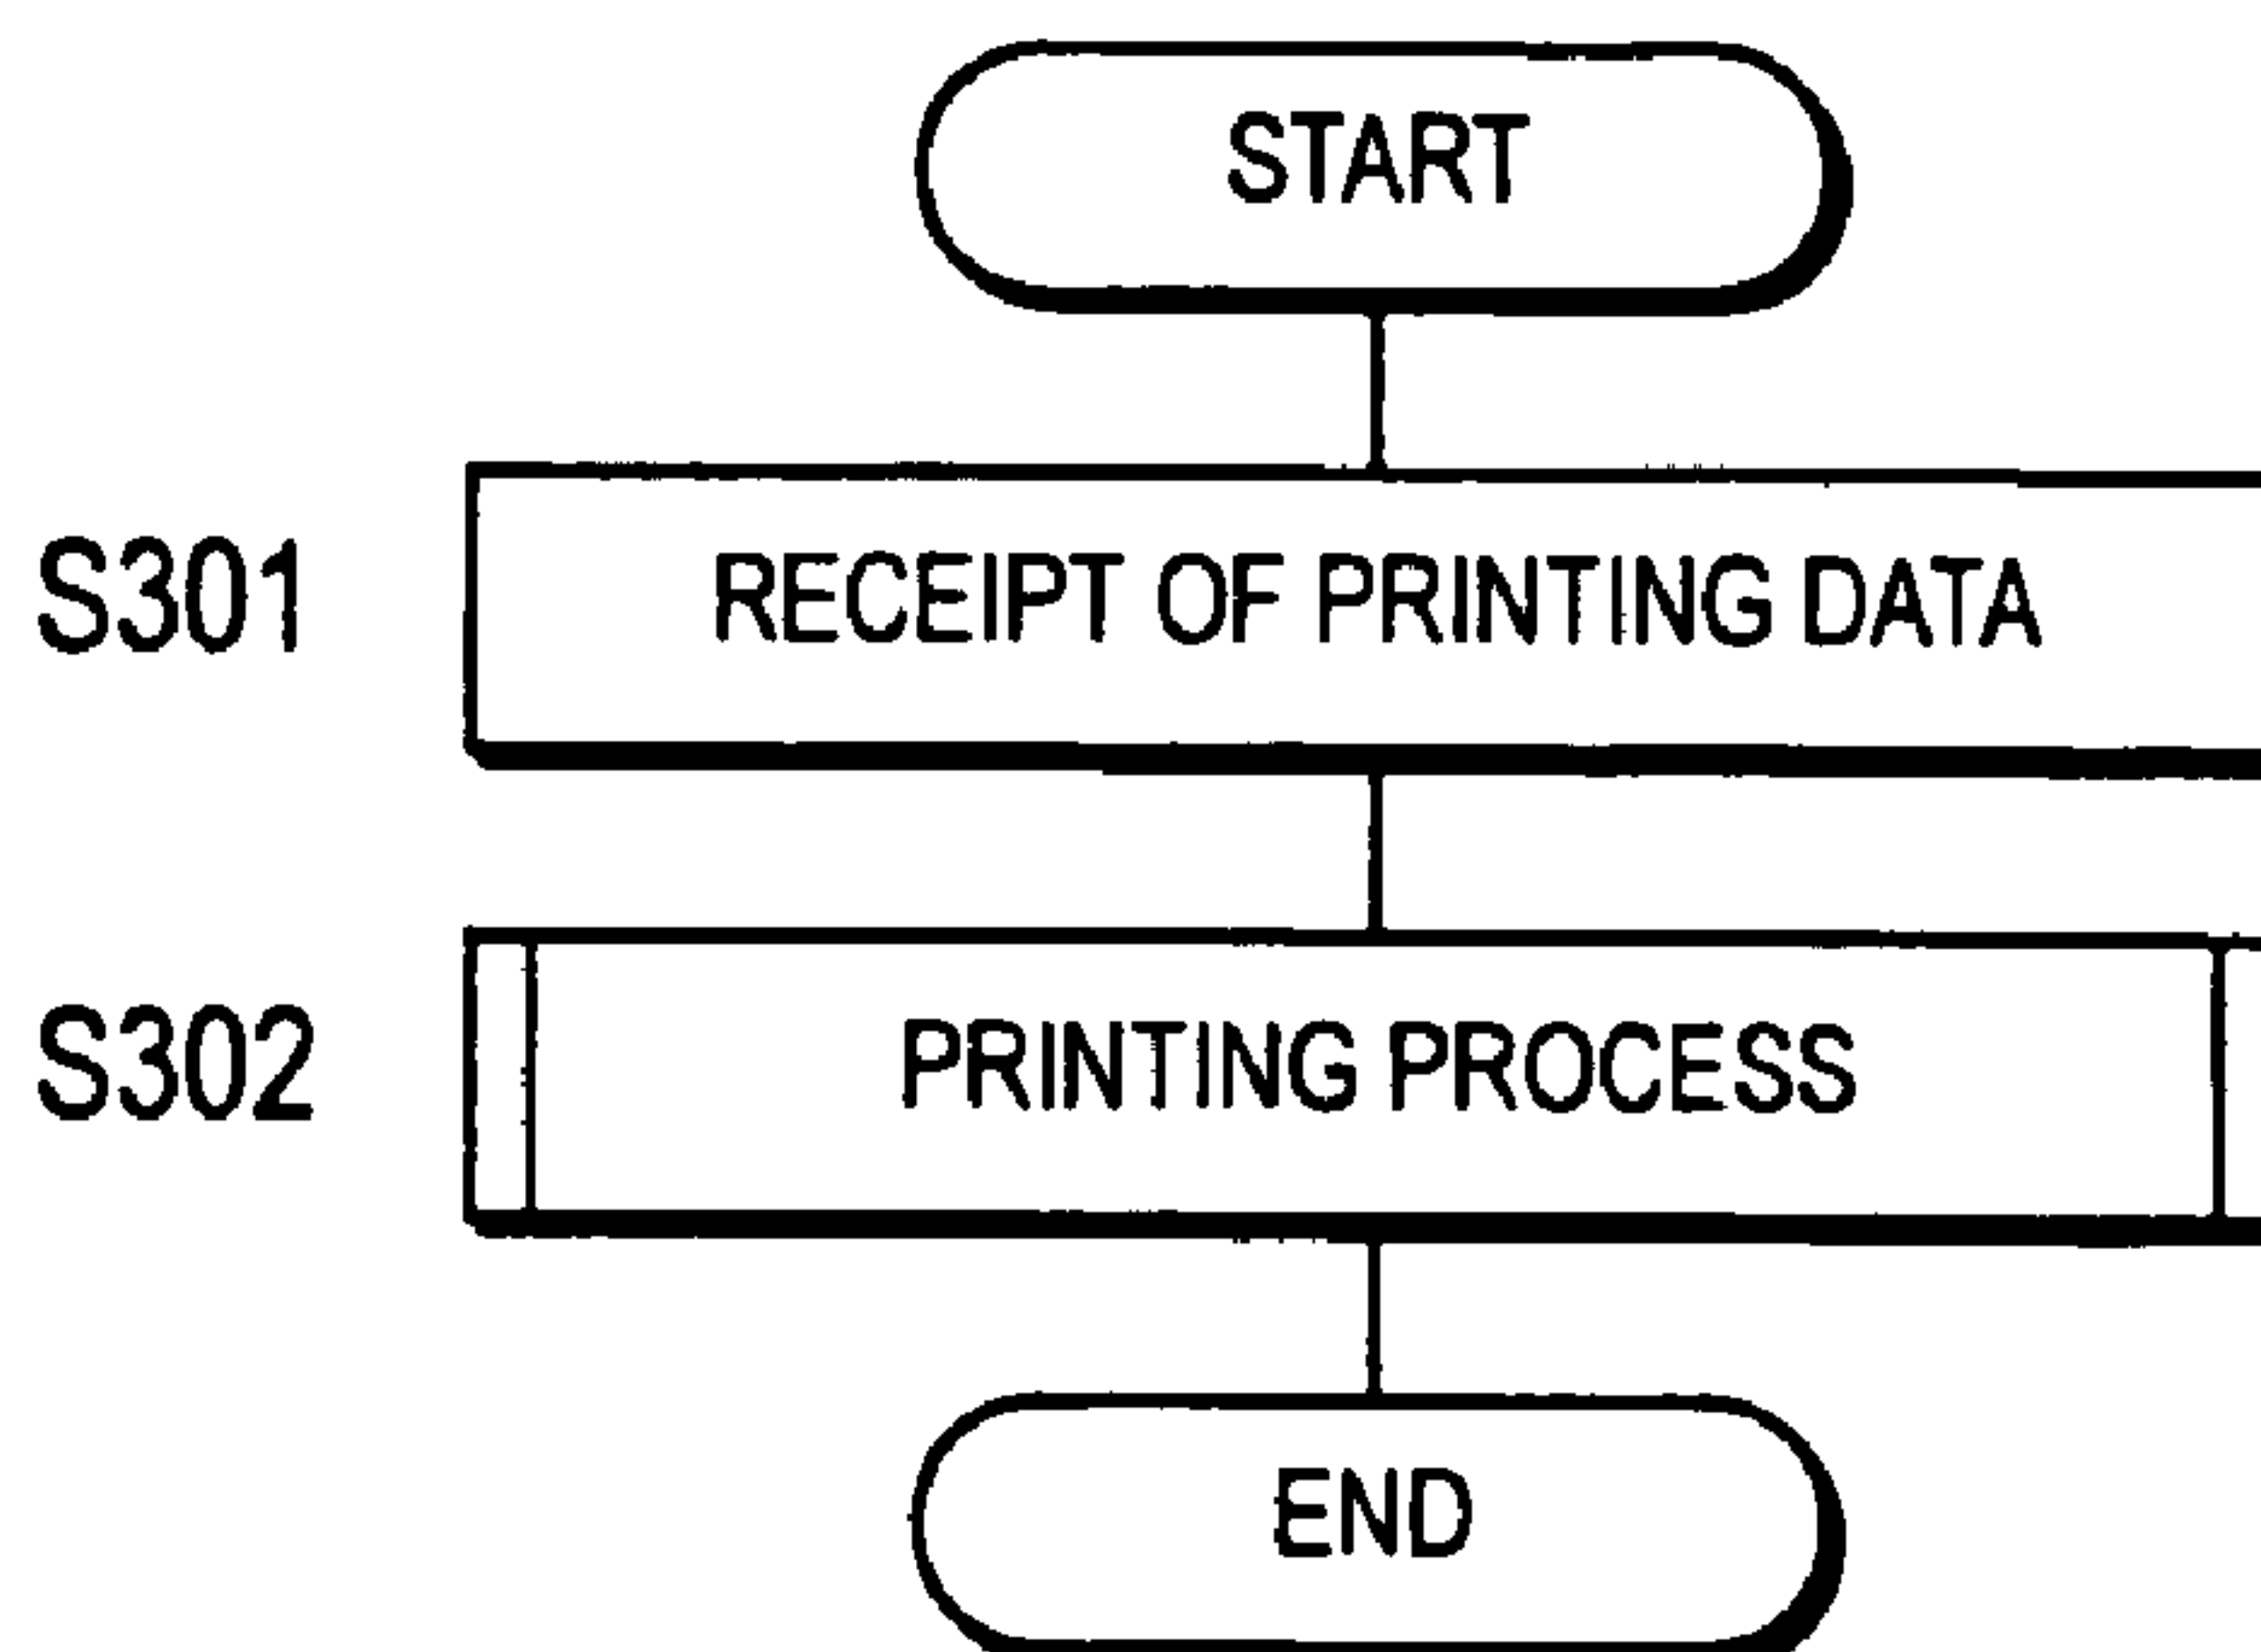 START
S301 RECEIPT OF PRINTING DATA
S302 PRINTING PROCESS
END